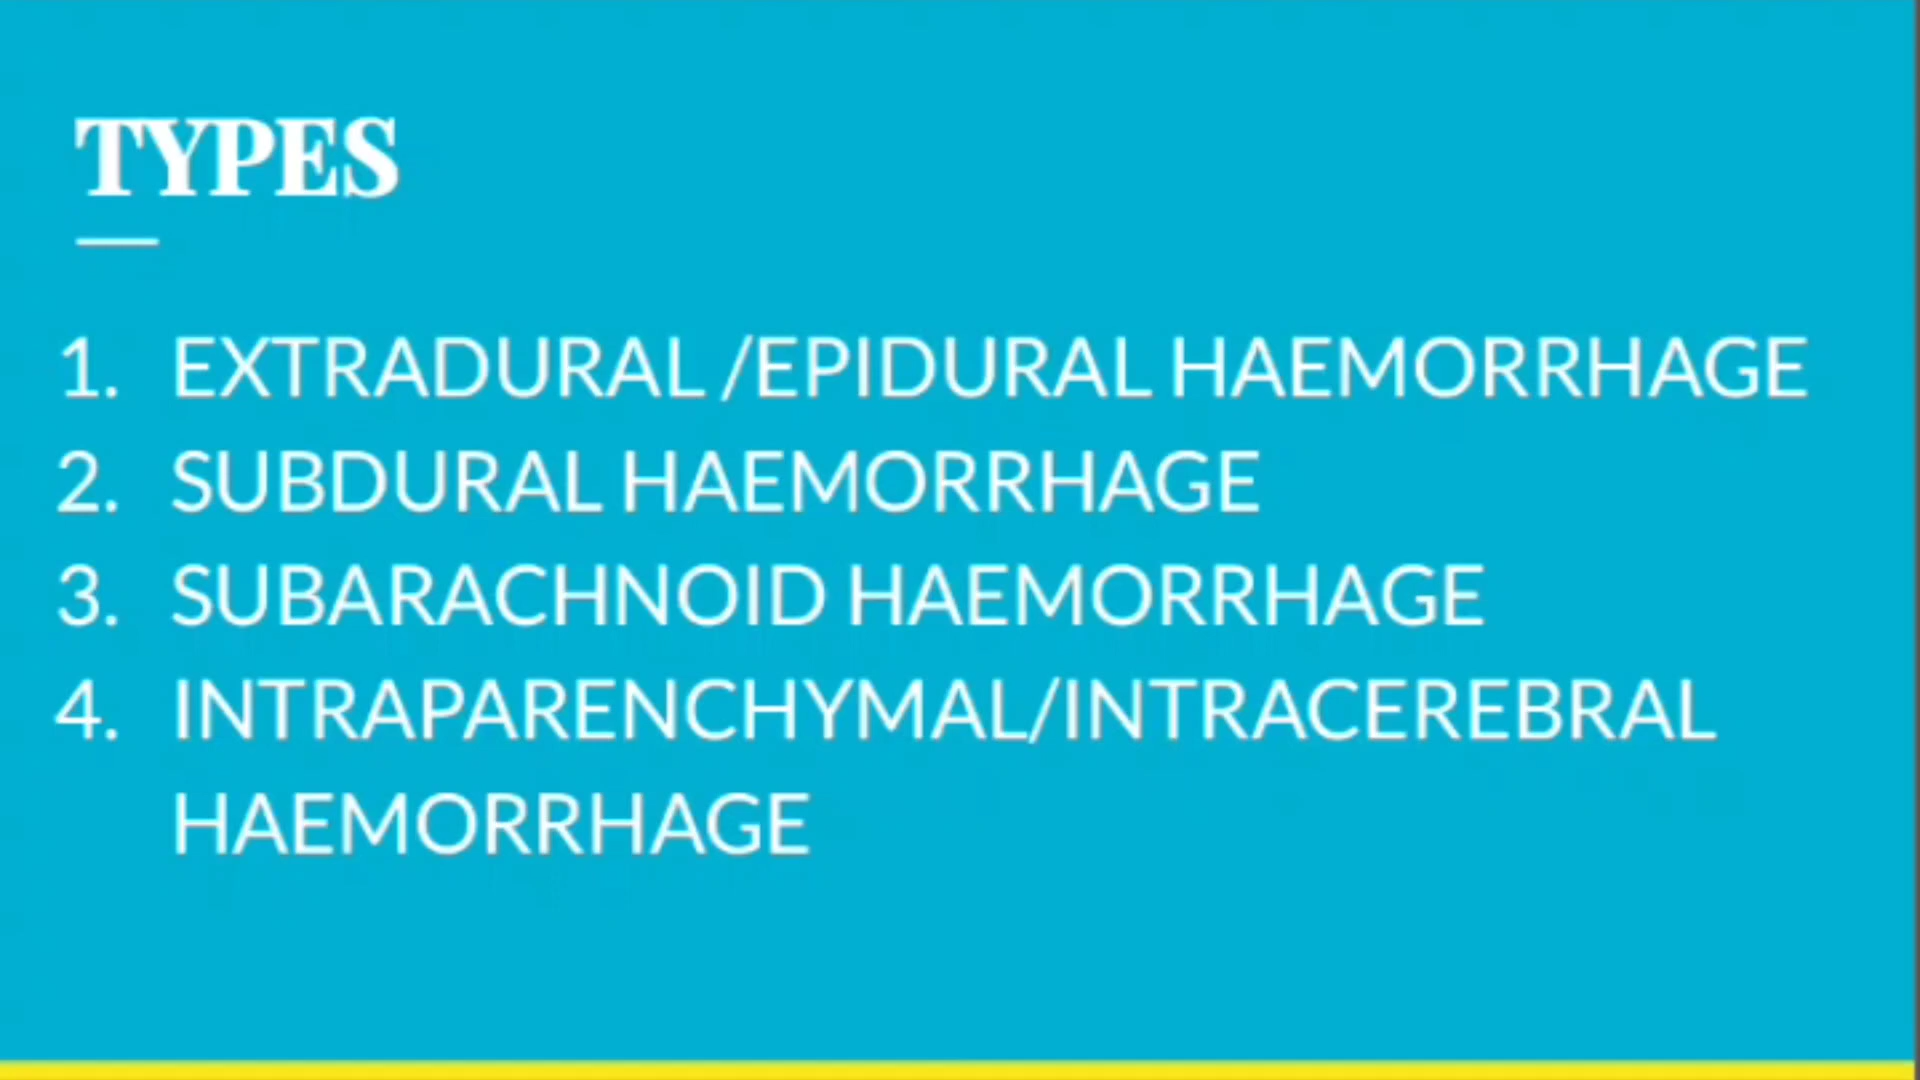 TYPES
1. EXTRADURAL /EPIDURAL HAEMORRHAGE
2. SUBDURAL HAEMORRHAGE
3. SUBARACHNOID HAEMORRHAGE
4. INTRAPARENCHYMAL/INTRACEREBRAL
HAEMORRHAGE